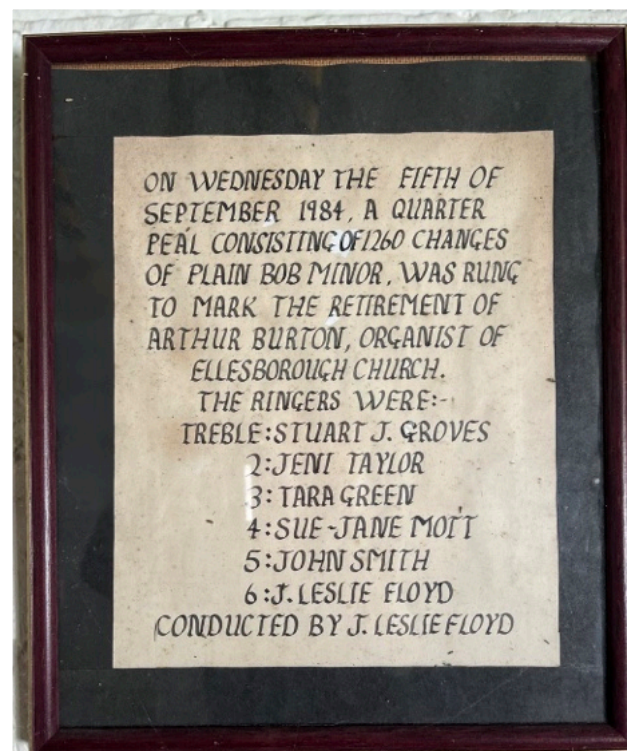 ON WEDNESDAY THE FIFTH OF
SEPTEMBER 1984, A QUARTER
PEAL CONSISTING OF 1260 CHANGES
OF PLAIN BOB MINOR, WAS RUNG
TO MARK THE RETIREMENT OF
ARTHUR BURTON, ORGANIST OF
ELLESBOROUGH CHURCH.
THE RINGERS WERE:-
TREBLE: STUART J. GROVES
2: JENI TAYLOR
3: TARA GREEN
4: SUE-JANE MOTT
5: JOHN SMITH
6: J. LESLIE FLOYD
CONDUCTED BY J. LESLIE FLOYD